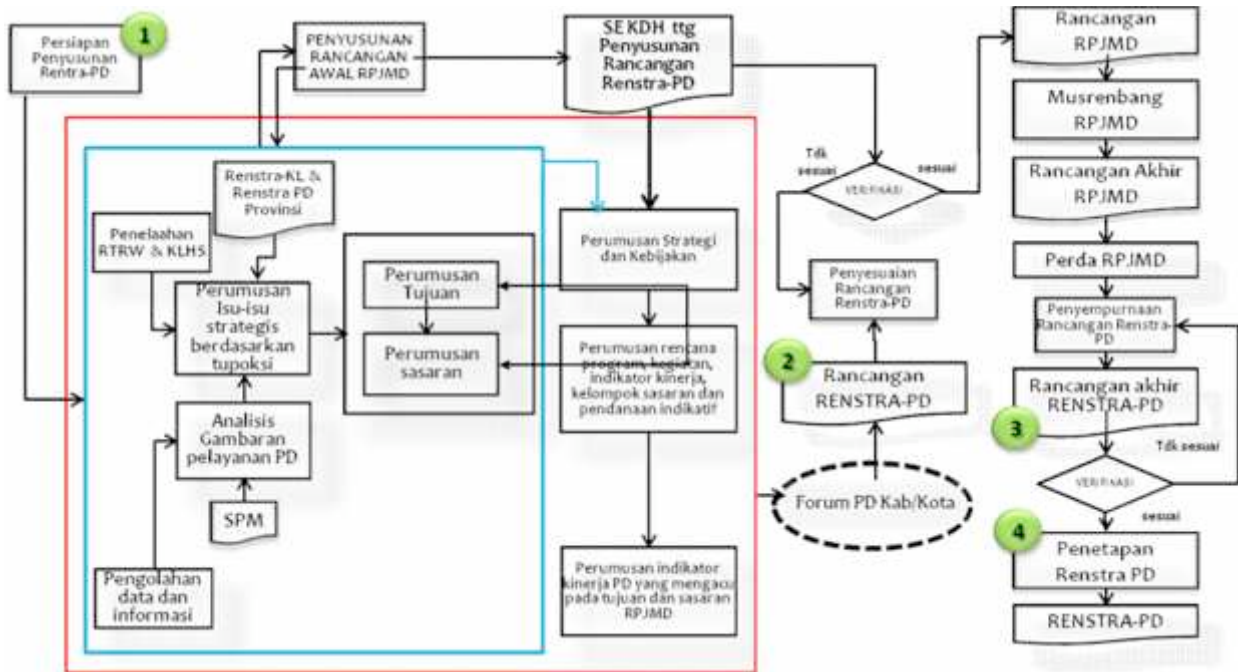 Persiapan
Penyusunan
Rentra-PD
1
PENYUSUNAN
RANCANGAN
AWAL RPJMD
SE KDH ttg
Penyusunan
Rancangan
Renstra-PD
Renstra-KL &
Renstra PD
Provinsi
Penelaahan
RTRW & KLHS
Perumusan
Isu-isu
strategis
berdasarkan
tupoksi
Analisis
Gambaran
pelayanan PD
SPM
Pengolahan
data dan
informasi
Perumusan
Tujuan
Perumusan
sasaran
Perumusan Strategi
dan Kebijakan
Perumusan rencana
program, kegiatan,
indikator kinerja,
kelompok sasaran dan
pendanaan indikatif
Perumusan indikator
kinerja PD yang mengacu
pada tujuan dan sasaran
RPJMD
Forum PD Kab/Kota
2
Rancangan
RENSTRA-PD
Penyesuaian
Rancangan
Renstra-PD
Tdk
sesuai
VERIFIKASI
sesuai
Rancangan
RPJMD
Musrenbang
RPJMD
Rancangan Akhir
RPJMD
Perda RPJMD
Penyempurnaan
Rancangan Renstra-
PD
Rancangan akhir
RENSTRA-PD
3
Tdk sesuai
VERIFIKASI
sesuai
4
Penetapan
Renstra PD
RENSTRA-PD